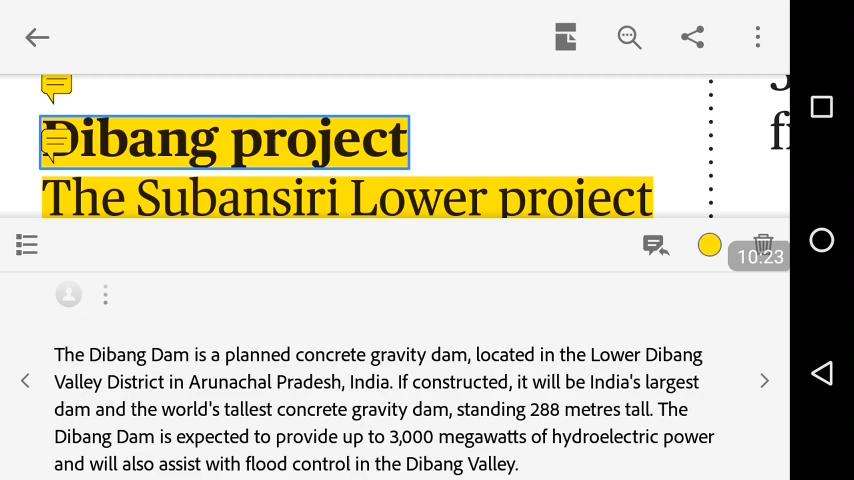 Dibang project
The Subansiri Lower project
10:23
The Dibang Dam is a planned concrete gravity dam, located in the Lower Dibang
Valley District in Arunachal Pradesh, India. If constructed, it will be India's largest
dam and the world's tallest concrete gravity dam, standing 288 metres tall. The
Dibang Dam is expected to provide up to 3,000 megawatts of hydroelectric power
and will also assist with flood control in the Dibang Valley.